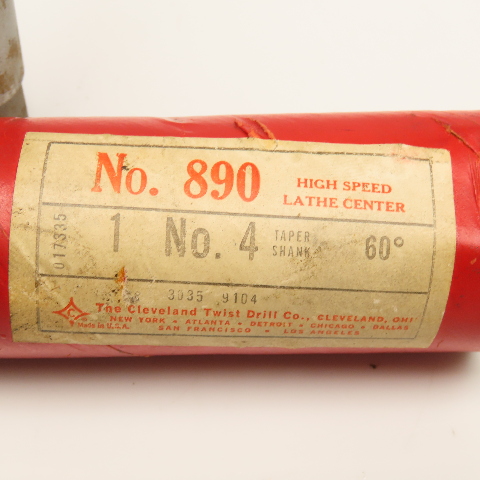 No. 890 HIGH SPEED LATHE CENTER
017335
1 No. 4 TAPER SHANK 60°
3035 9104
The Cleveland Twist Drill Co., CLEVELAND, OHI
NEW YORK • ATLANTA • DETROIT • CHICAGO • DALLAS
Made in U.S.A. SAN FRANCISCO • LOS ANGELES